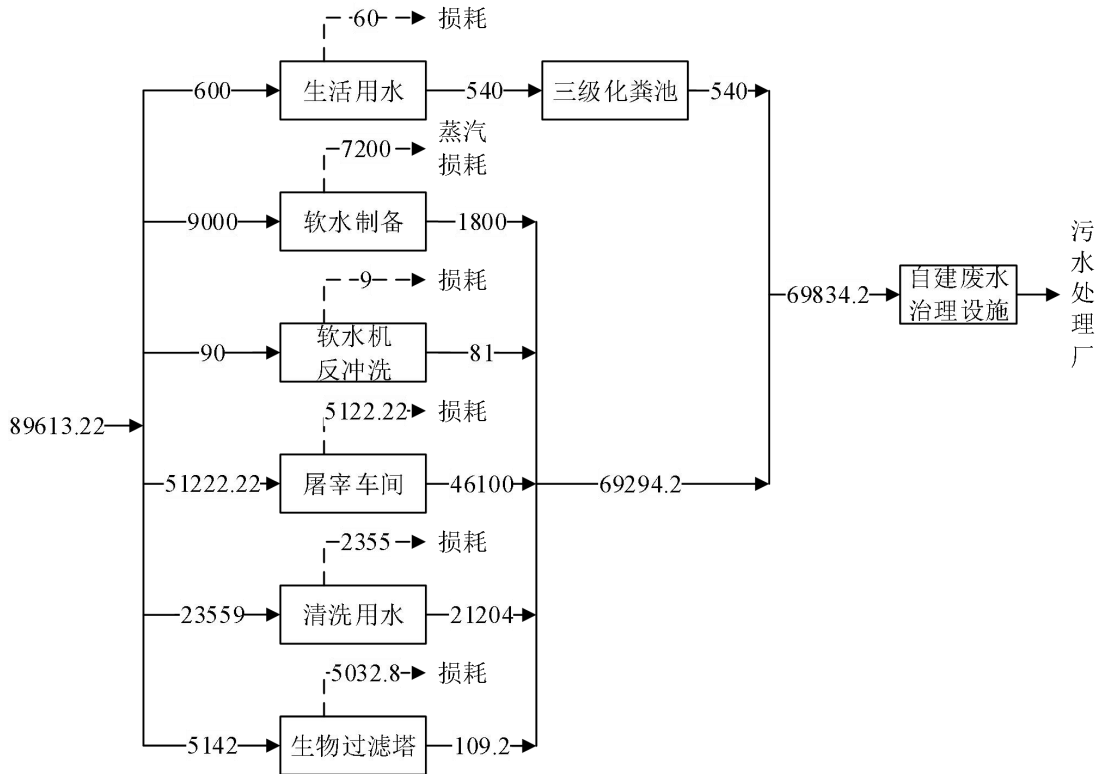 60
损耗
600
生活用水
540
三级化粪池
540
7200
蒸汽
损耗
9000
软水制备
1800
9
损耗
90
软水机
反冲洗
81
89613.22
5122.22
损耗
51222.22
屠宰车间
46100
69294.2
2355
损耗
23559
清洗用水
21204
5032.8
损耗
5142
生物过滤塔
109.2
69834.2
自建废水
治理设施
污
水
处
理
厂